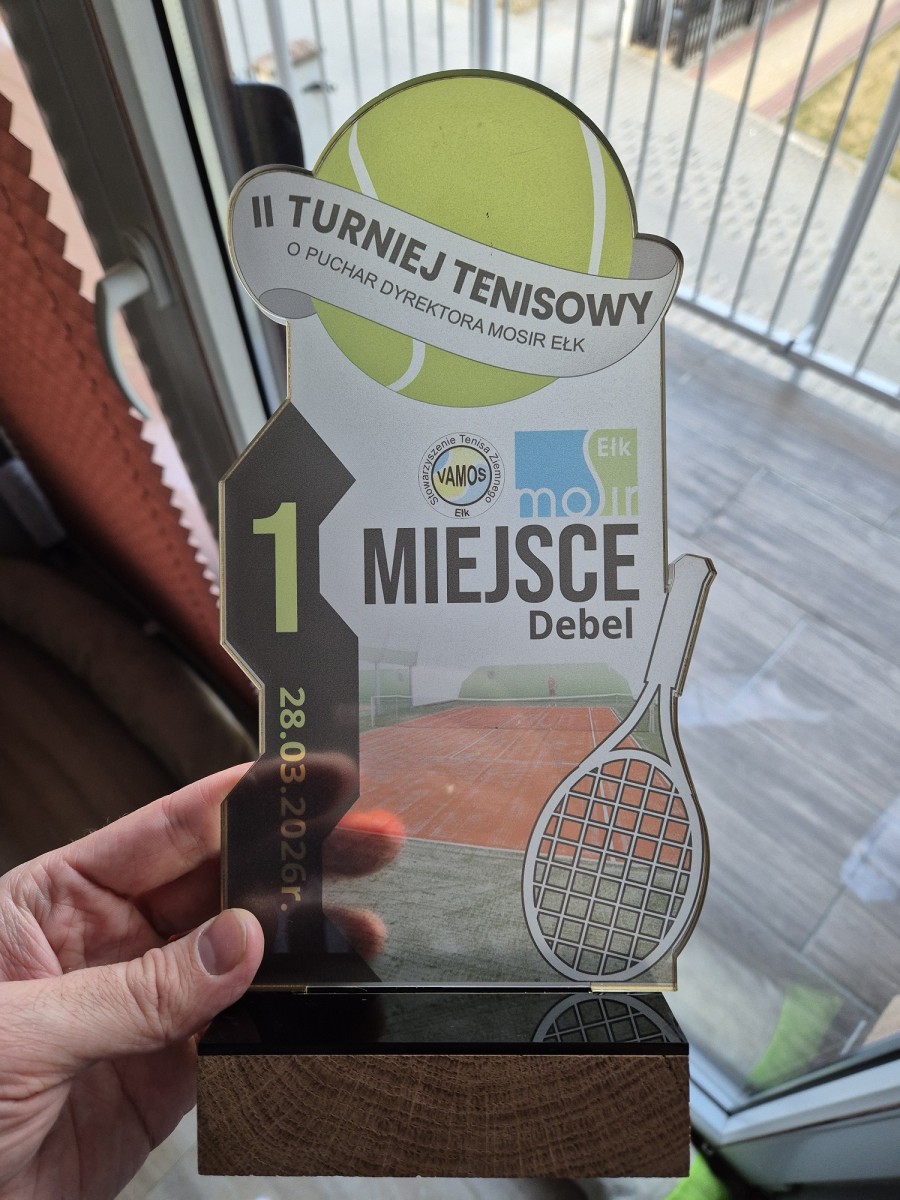 II TURNIEJ TENISOWY
O PUCHAR DYREKTORA MOSIR EŁK
Stowarzyszenie Tenisa Ziemnego
VAMOS
Ełk
Ełk
mosir
1
MIEJSCE
Debel
28.03.2026r.